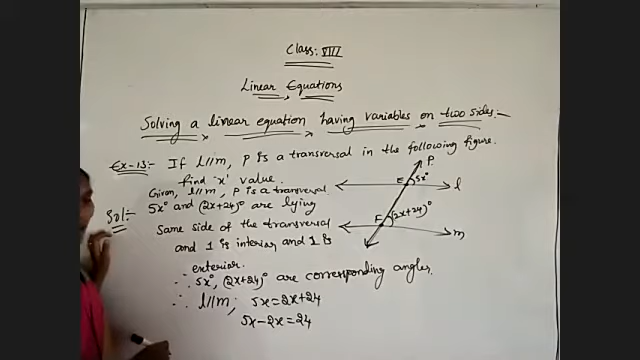 Class: VIII
Linear Equations
Solving a linear equation having variables on two sides:-
Ex-13:- If l//m, P is a transversal in the following figure.
find 'x' value.
Sol:-
Given, l//m, P is a transversal
5x° and (2x+24)° are lying
Same side of the transversal
and 1 is interior and 1 is
exterior.
∴ 5x°, (2x+24)° are corresponding angles
∴ l//m, 5x = 2x+24
5x-2x = 24
P
E 5x° l
F (2x+24)° m